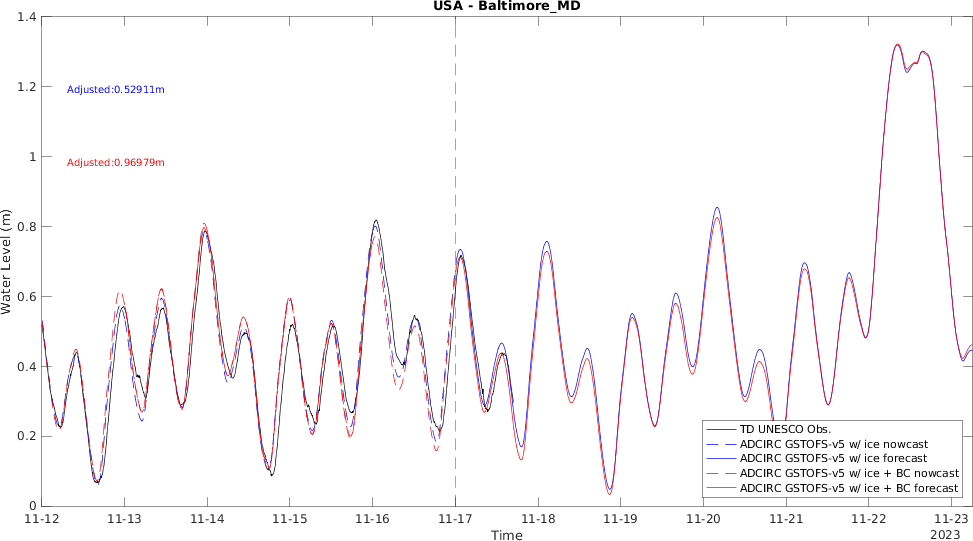 USA - Baltimore_MD
1.4
1.2
1
0.8
0.6
0.4
0.2
0
Water Level (m)
Adjusted:0.52911m
Adjusted:0.96979m
TD UNESCO Obs.
ADCIRC GSTOFS-v5 w/ ice nowcast
ADCIRC GSTOFS-v5 w/ ice forecast
ADCIRC GSTOFS-v5 w/ ice + BC nowcast
ADCIRC GSTOFS-v5 w/ ice + BC forecast
11-12 11-13 11-14 11-15 11-16 11-17 11-18 11-19 11-20 11-21 11-22 11-23
Time
2023